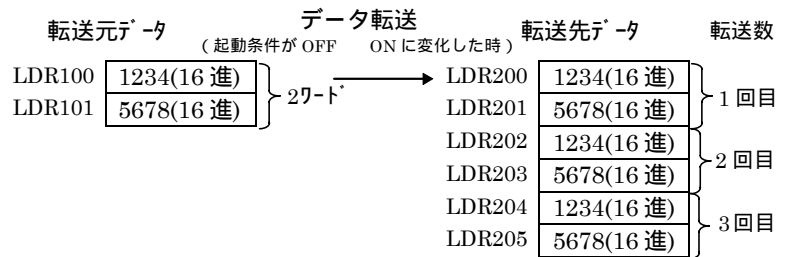 データ転送
転送元ﾃﾞｰﾀ (起動条件が OFF ON に変化した時) 転送先ﾃﾞｰﾀ 転送数
LDR100 1234(16 進) LDR200 1234(16 進)
LDR101 5678(16 進) 2ﾜｰﾄﾞ LDR201 5678(16 進) 1 回目
LDR202 1234(16 進)
LDR203 5678(16 進) 2 回目
LDR204 1234(16 進)
LDR205 5678(16 進) 3 回目